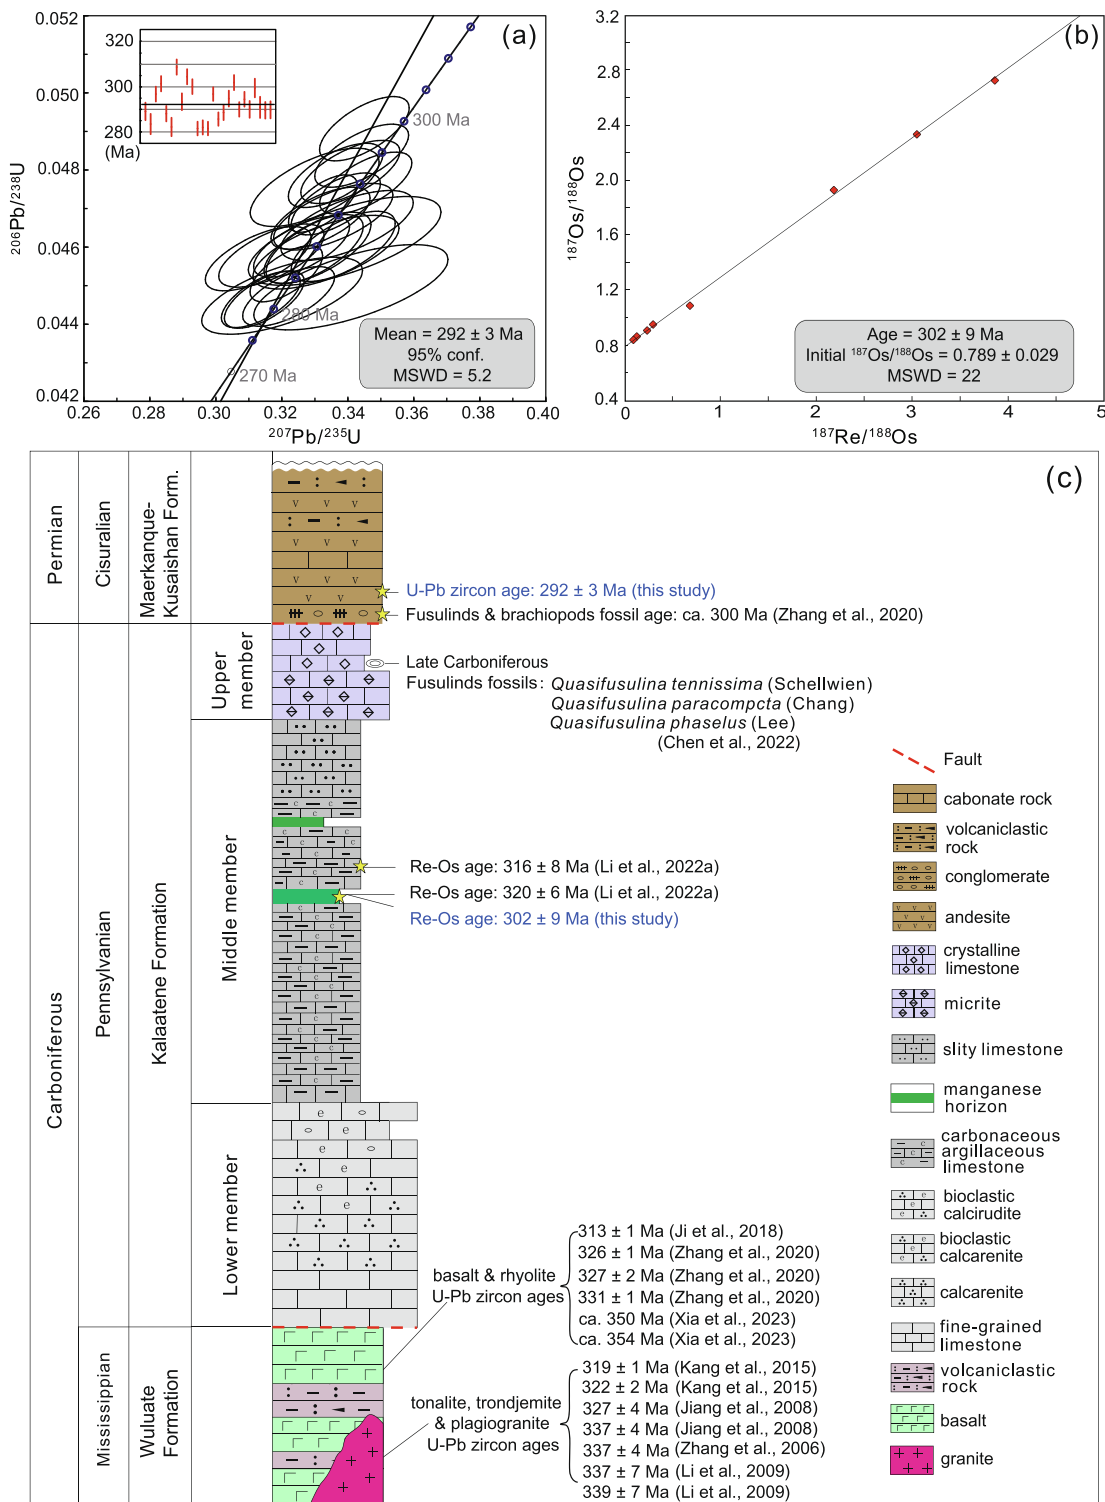 (a)
0.052
0.050
0.048
0.046
0.044
0.042
206Pb/238U
320
300
280
(Ma)
300 Ma
280 Ma
270 Ma
Mean = 292 ± 3 Ma
95% conf.
MSWD = 5.2
0.26
0.28
0.30
0.32
0.34
0.36
0.38
0.40
207Pb/235U
(b)
3.2
2.8
2.4
2.0
1.6
1.2
0.8
0.4
187Os/188Os
Age = 302 ± 9 Ma
Initial 187Os/188Os = 0.789 ± 0.029
MSWD = 22
0
1
2
3
4
5
187Re/188Os
(c)
Permian
Cisuralian
Maerkanque-
Kusaishan Form.
U-Pb zircon age: 292 ± 3 Ma (this study)
Fusulinds & brachiopods fossil age: ca. 300 Ma (Zhang et al., 2020)
Carboniferous
Pennsylvanian
Kalaatene Formation
Upper
member
Late Carboniferous
Fusulinds fossils: Quasifusulina tennissima (Schellwien)
Quasifusulina paracompcta (Chang)
Quasifusulina phaselus (Lee)
(Chen et al., 2022)
Middle member
Re-Os age: 316 ± 8 Ma (Li et al., 2022a)
Re-Os age: 320 ± 6 Ma (Li et al., 2022a)
Re-Os age: 302 ± 9 Ma (this study)
Lower member
basalt & rhyolite
U-Pb zircon ages
313 ± 1 Ma (Ji et al., 2018)
326 ± 1 Ma (Zhang et al., 2020)
327 ± 2 Ma (Zhang et al., 2020)
331 ± 1 Ma (Zhang et al., 2020)
ca. 350 Ma (Xia et al., 2023)
ca. 354 Ma (Xia et al., 2023)
Mississippian
Wuluate
Formation
tonalite, trondjemite
& plagiogranite
U-Pb zircon ages
319 ± 1 Ma (Kang et al., 2015)
322 ± 2 Ma (Kang et al., 2015)
327 ± 4 Ma (Jiang et al., 2008)
337 ± 4 Ma (Jiang et al., 2008)
337 ± 4 Ma (Zhang et al., 2006)
337 ± 7 Ma (Li et al., 2009)
339 ± 7 Ma (Li et al., 2009)
Fault
cabonate rock
volcaniclastic
rock
conglomerate
andesite
crystalline
limestone
micrite
slity limestone
manganese
horizon
carbonaceous
argillaceous
limestone
bioclastic
calcirudite
bioclastic
calcarenite
calcarenite
fine-grained
limestone
volcaniclastic
rock
basalt
granite